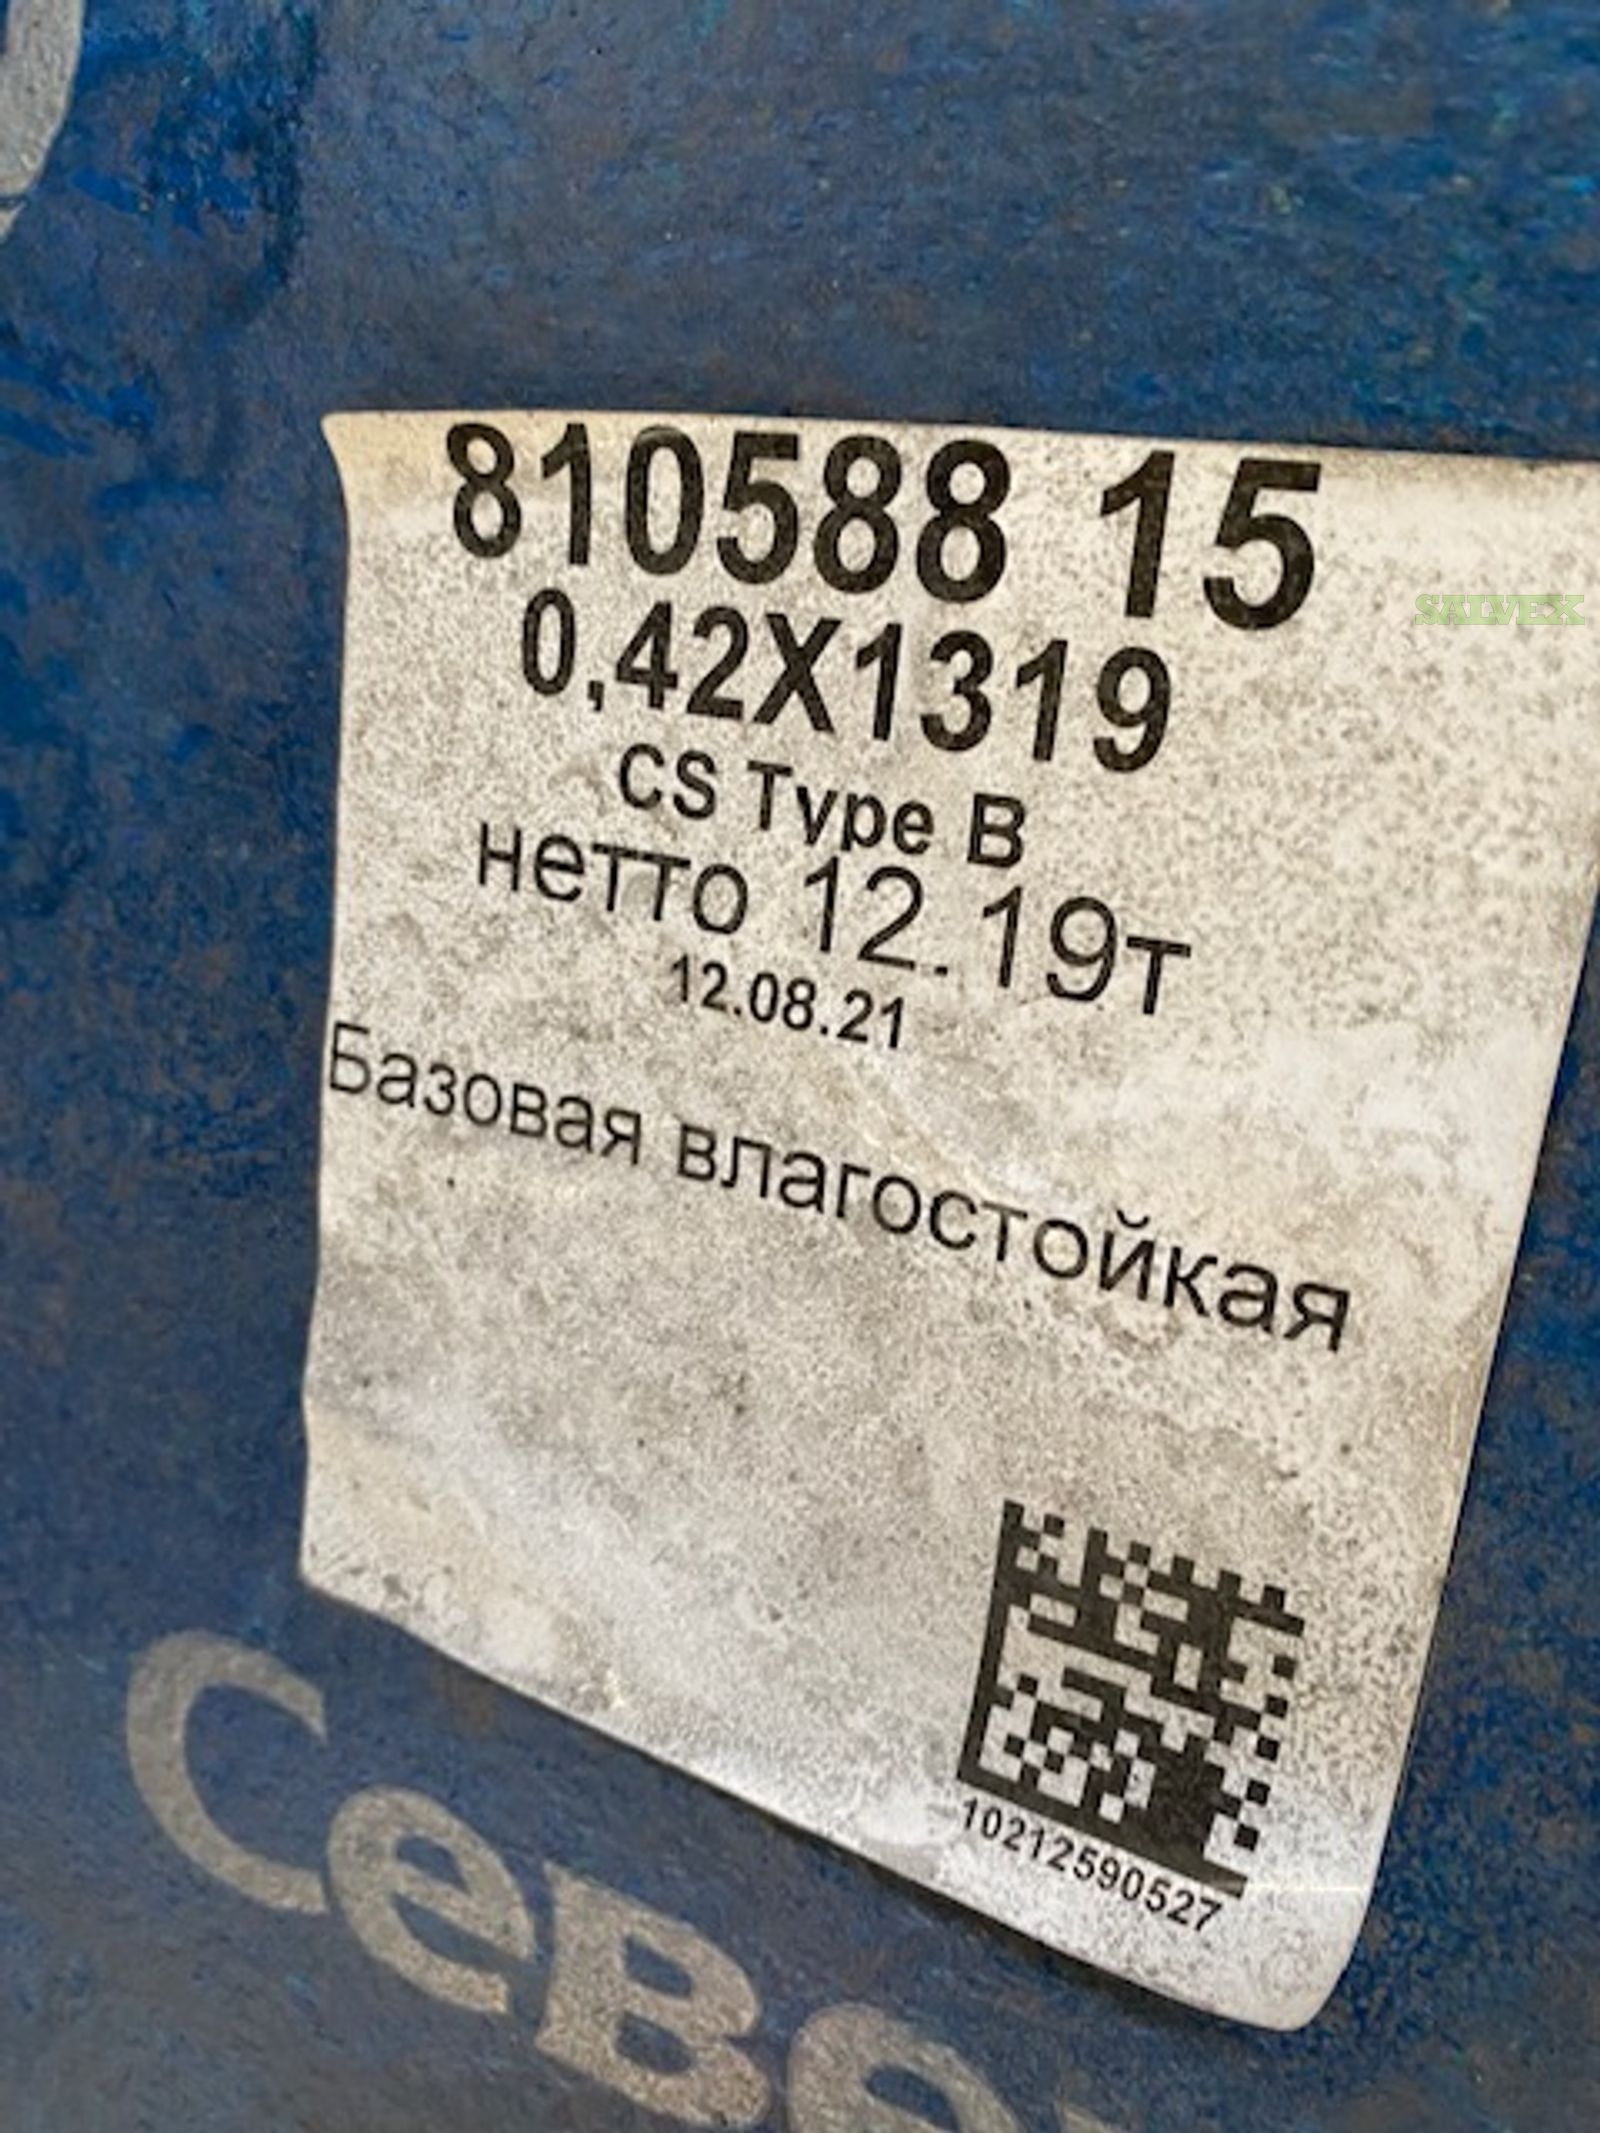 810588 15
0,42X1319
CS Type B
нетто 12.19т
12.08.21
Базовая влагостойкая
10212590527
SALVEX